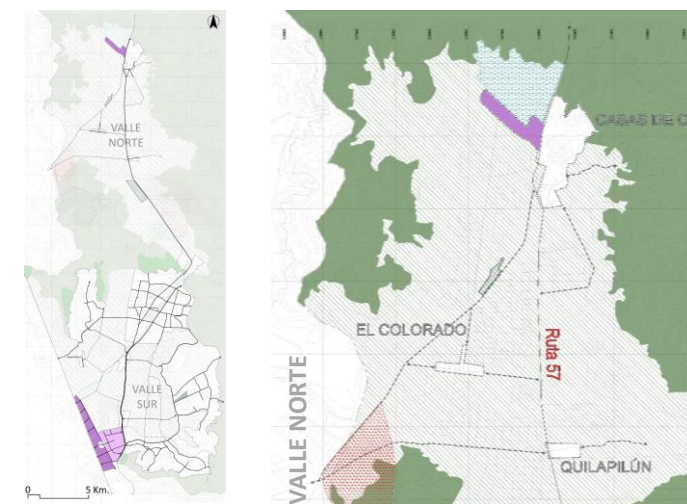 VALLE
NORTE
VALLE
SUR
0 5 Km.
CASAS DE C
EL COLORADO
Ruta 57
VALLE NORTE
QUILAPILÚN